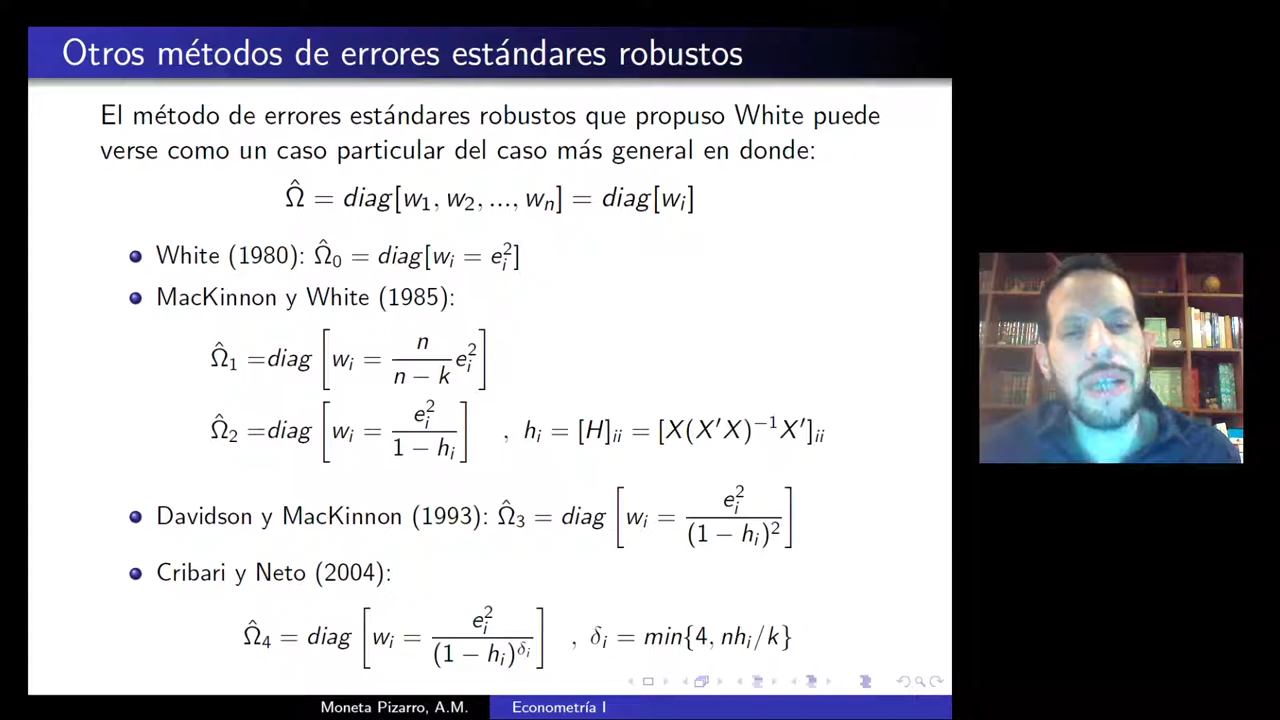 Otros métodos de errores estándares robustos
El método de errores estándares robustos que propuso White puede
verse como un caso particular del caso más general en donde:
Ω̂ = diag[w₁, w₂, ..., wₙ] = diag[wᵢ]
White (1980): Ω̂₀ = diag[wᵢ = eᵢ²]
MacKinnon y White (1985):
Ω̂₁ =diag [wᵢ = n/(n − k) eᵢ²]
Ω̂₂ =diag [wᵢ = eᵢ²/(1 − hᵢ)] , hᵢ = [H]ᵢᵢ = [X(X′X)⁻¹X′]ᵢᵢ
Davidson y MacKinnon (1993): Ω̂₃ = diag [wᵢ = eᵢ²/(1 − hᵢ)²]
Cribari y Neto (2004):
Ω̂₄ = diag [wᵢ = eᵢ²/(1 − hᵢ)^δᵢ] , δᵢ = min{4, nhᵢ/k}
Moneta Pizarro, A.M. Econometría I